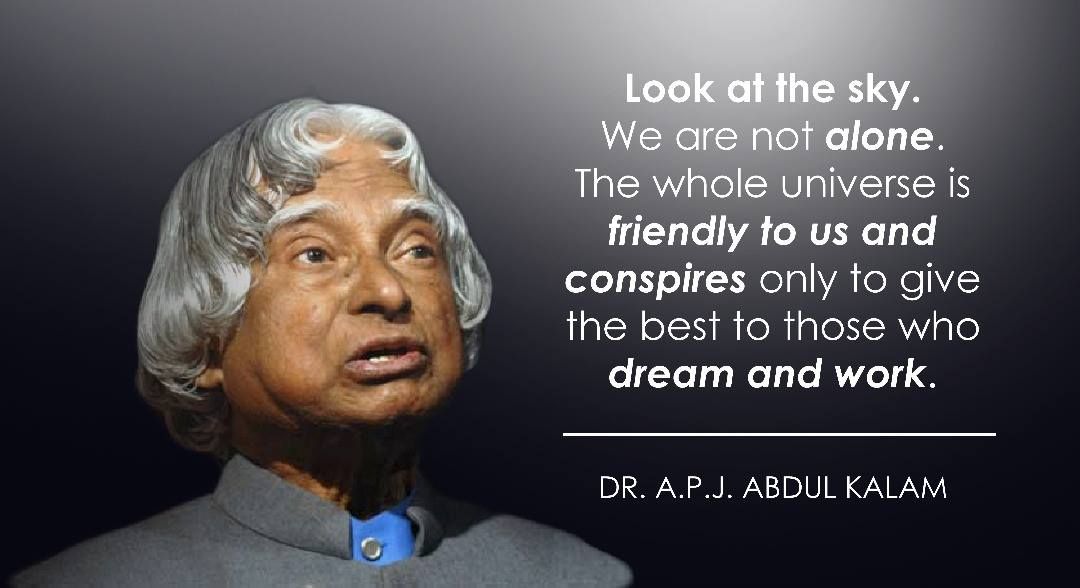 Look at the sky.
We are not alone.
The whole universe is
friendly to us and
conspires only to give
the best to those who
dream and work.
DR. A.P.J. ABDUL KALAM